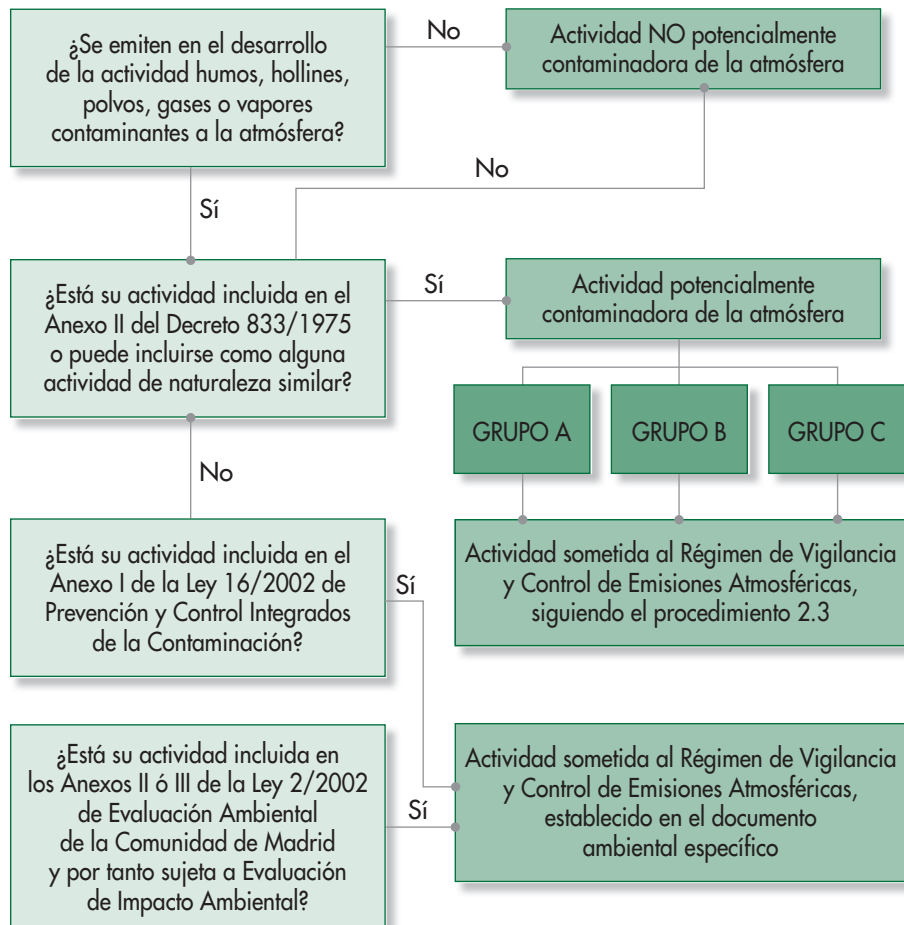 ¿Se emiten en el desarrollo
de la actividad humos, hollines,
polvos, gases o vapores
contaminantes a la atmósfera?
No
Actividad NO potencialmente
contaminadora de la atmósfera
No
Sí
¿Está su actividad incluida en el
Anexo II del Decreto 833/1975
o puede incluirse como alguna
actividad de naturaleza similar?
Sí
Actividad potencialmente
contaminadora de la atmósfera
GRUPO A
GRUPO B
GRUPO C
No
¿Está su actividad incluida en el
Anexo I de la Ley 16/2002 de
Prevención y Control Integrados
de la Contaminación?
Sí
Actividad sometida al Régimen de Vigilancia
y Control de Emisiones Atmosféricas,
siguiendo el procedimiento 2.3
¿Está su actividad incluida en
los Anexos II ó III de la Ley 2/2002
de Evaluación Ambiental
de la Comunidad de Madrid
y por tanto sujeta a Evaluación
de Impacto Ambiental?
Sí
Actividad sometida al Régimen de Vigilancia
y Control de Emisiones Atmosféricas,
establecido en el documento
ambiental específico